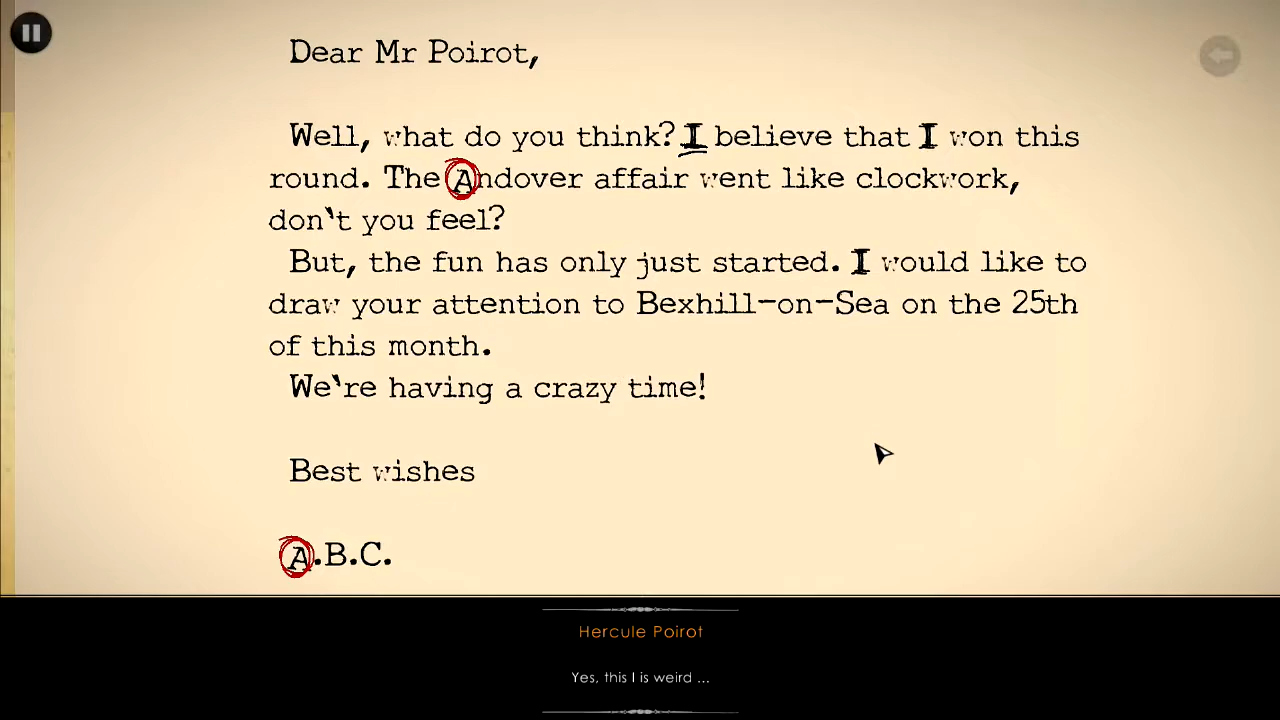 Dear Mr Poirot,
Well, what do you think? I believe that I won this
round. The Andover affair went like clockwork,
don't you feel?
But, the fun has only just started. I would like to
draw your attention to Bexhill-on-Sea on the 25th
of this month.
We're having a crazy time!
Best wishes
A.B.C.
Hercule Poirot
Yes, this I is weird ...